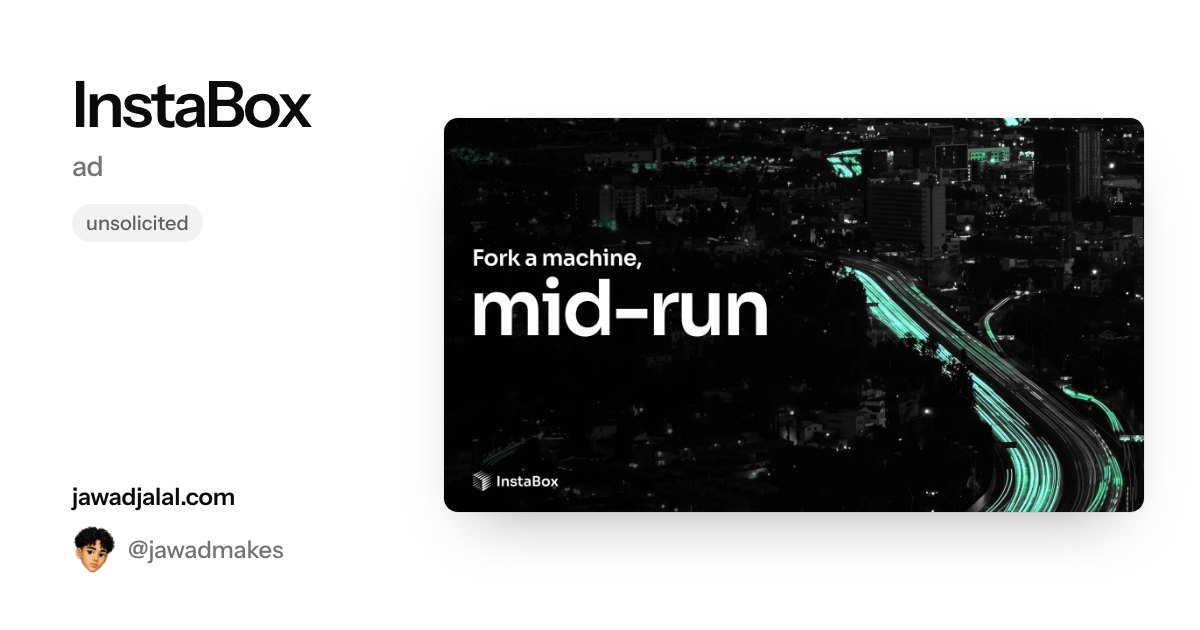 InstaBox
ad
unsolicited
Fork a machine,
mid-run
InstaBox
jawadjalal.com
@jawadmakes